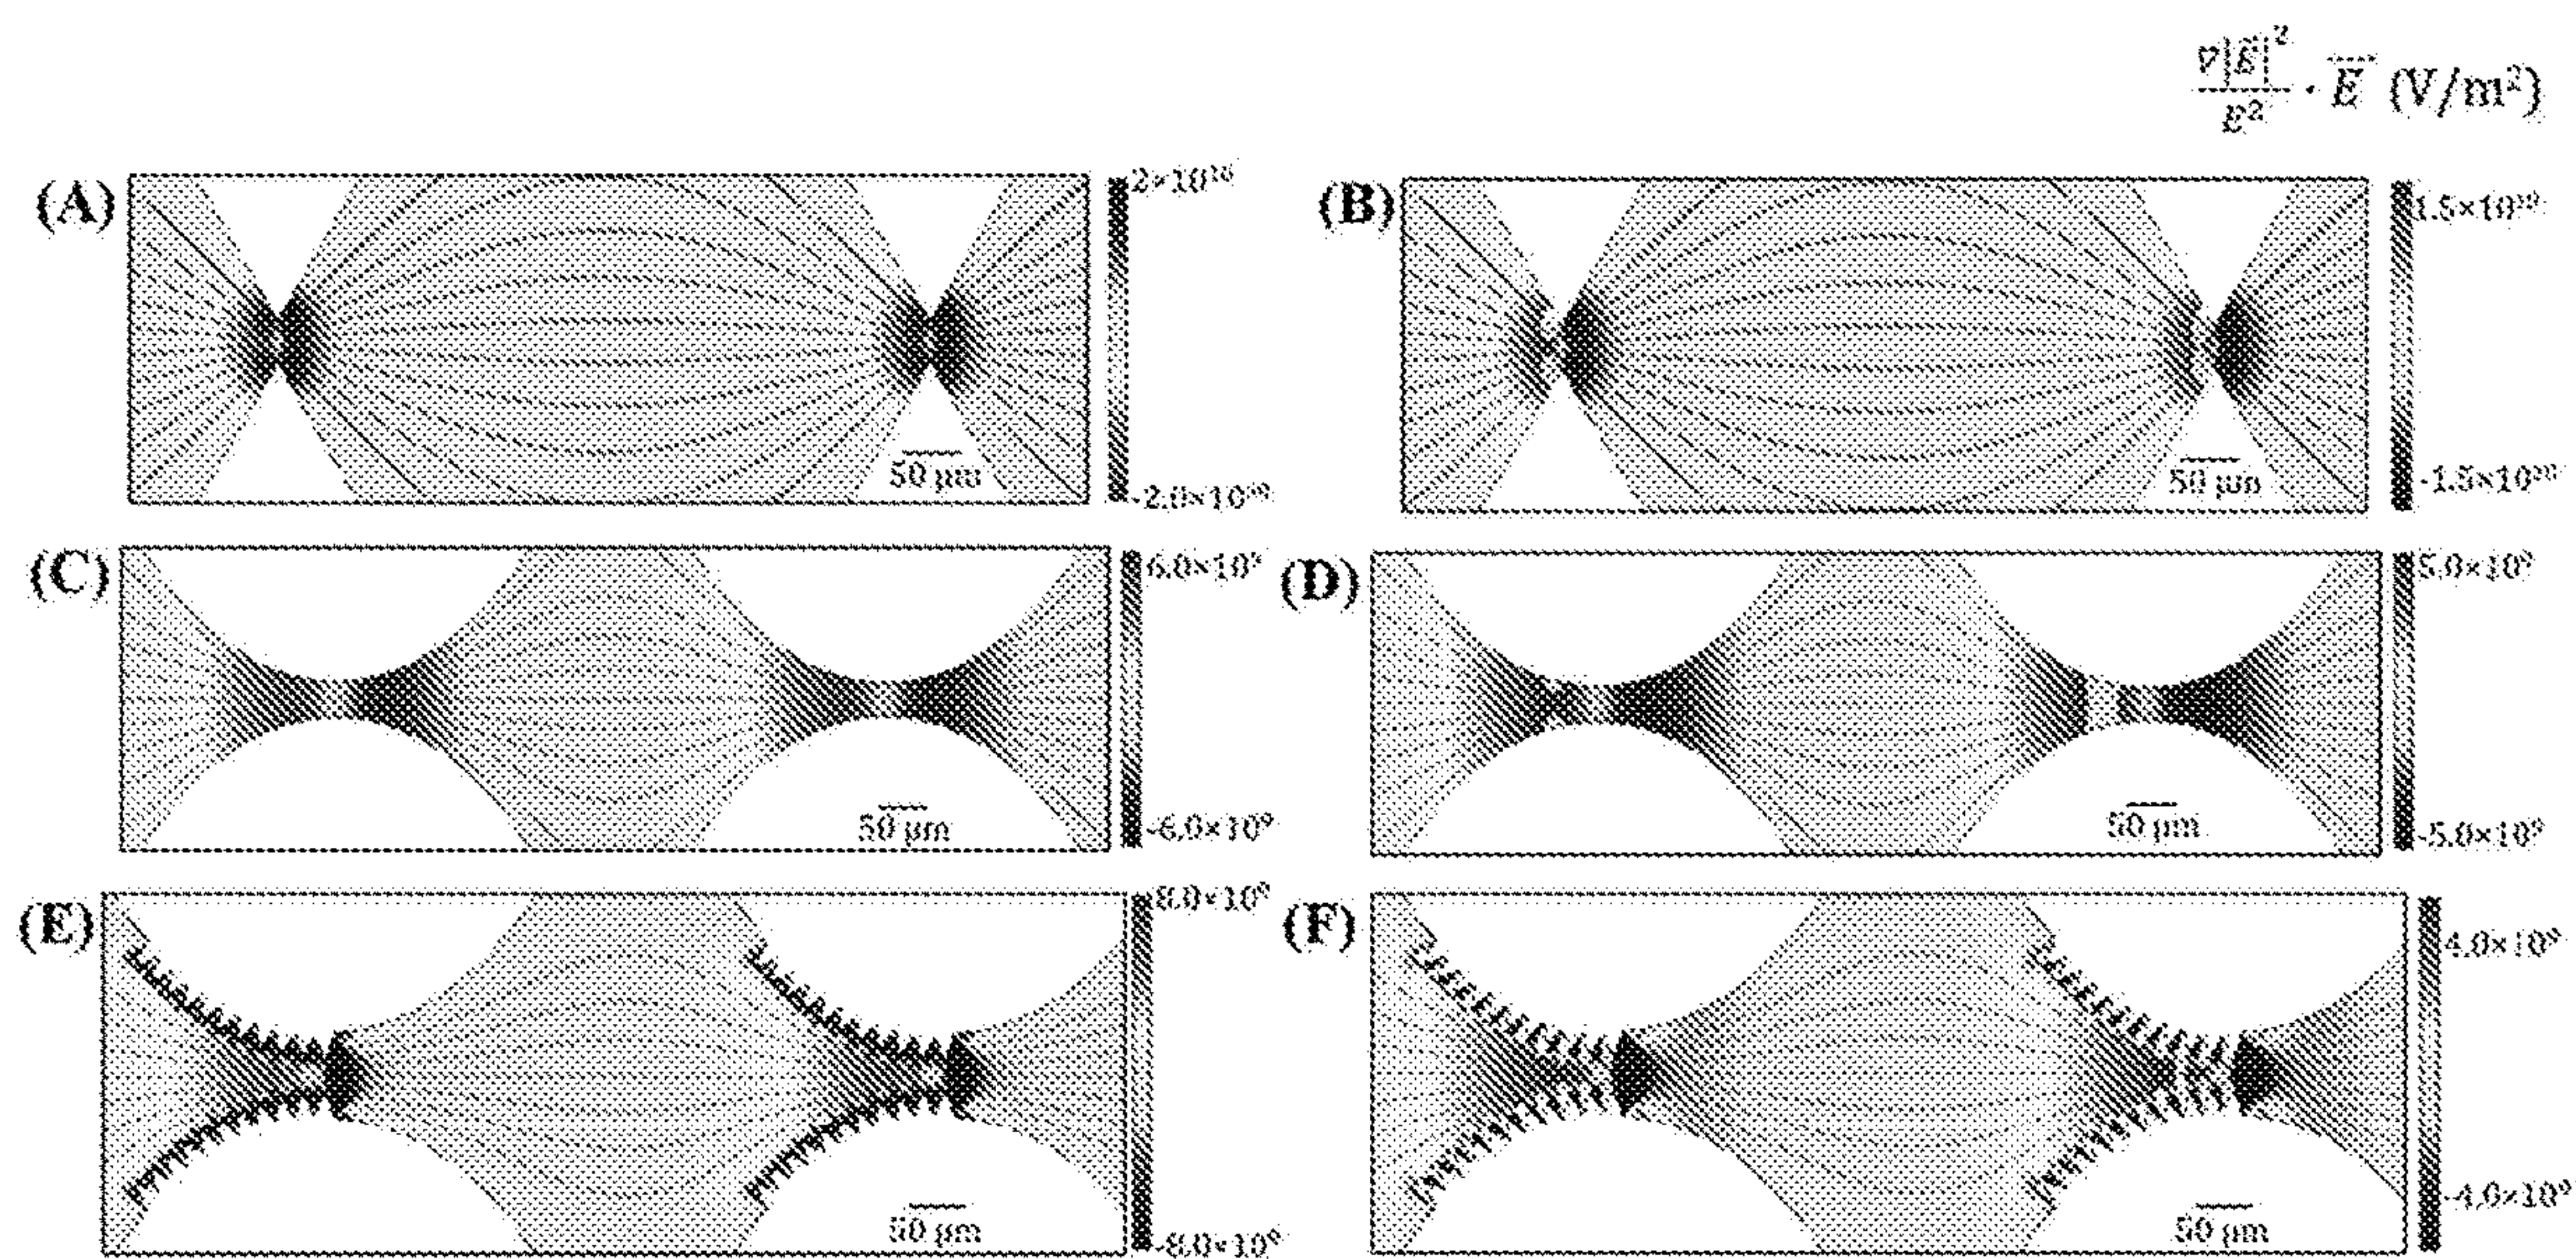 ∇|E⃗|²/E² · E⃗ (V/m²)
(A)
-2.0×10¹⁰
50 μm
(B)
1.5×10¹⁰
-1.5×10¹⁰
50 μm
(C)
6.0×10⁹
-6.0×10⁹
50 μm
(D)
5.0×10⁹
-5.0×10⁹
50 μm
(E)
8.0×10⁹
-8.0×10⁹
50 μm
(F)
4.0×10⁹
-4.0×10⁹
50 μm